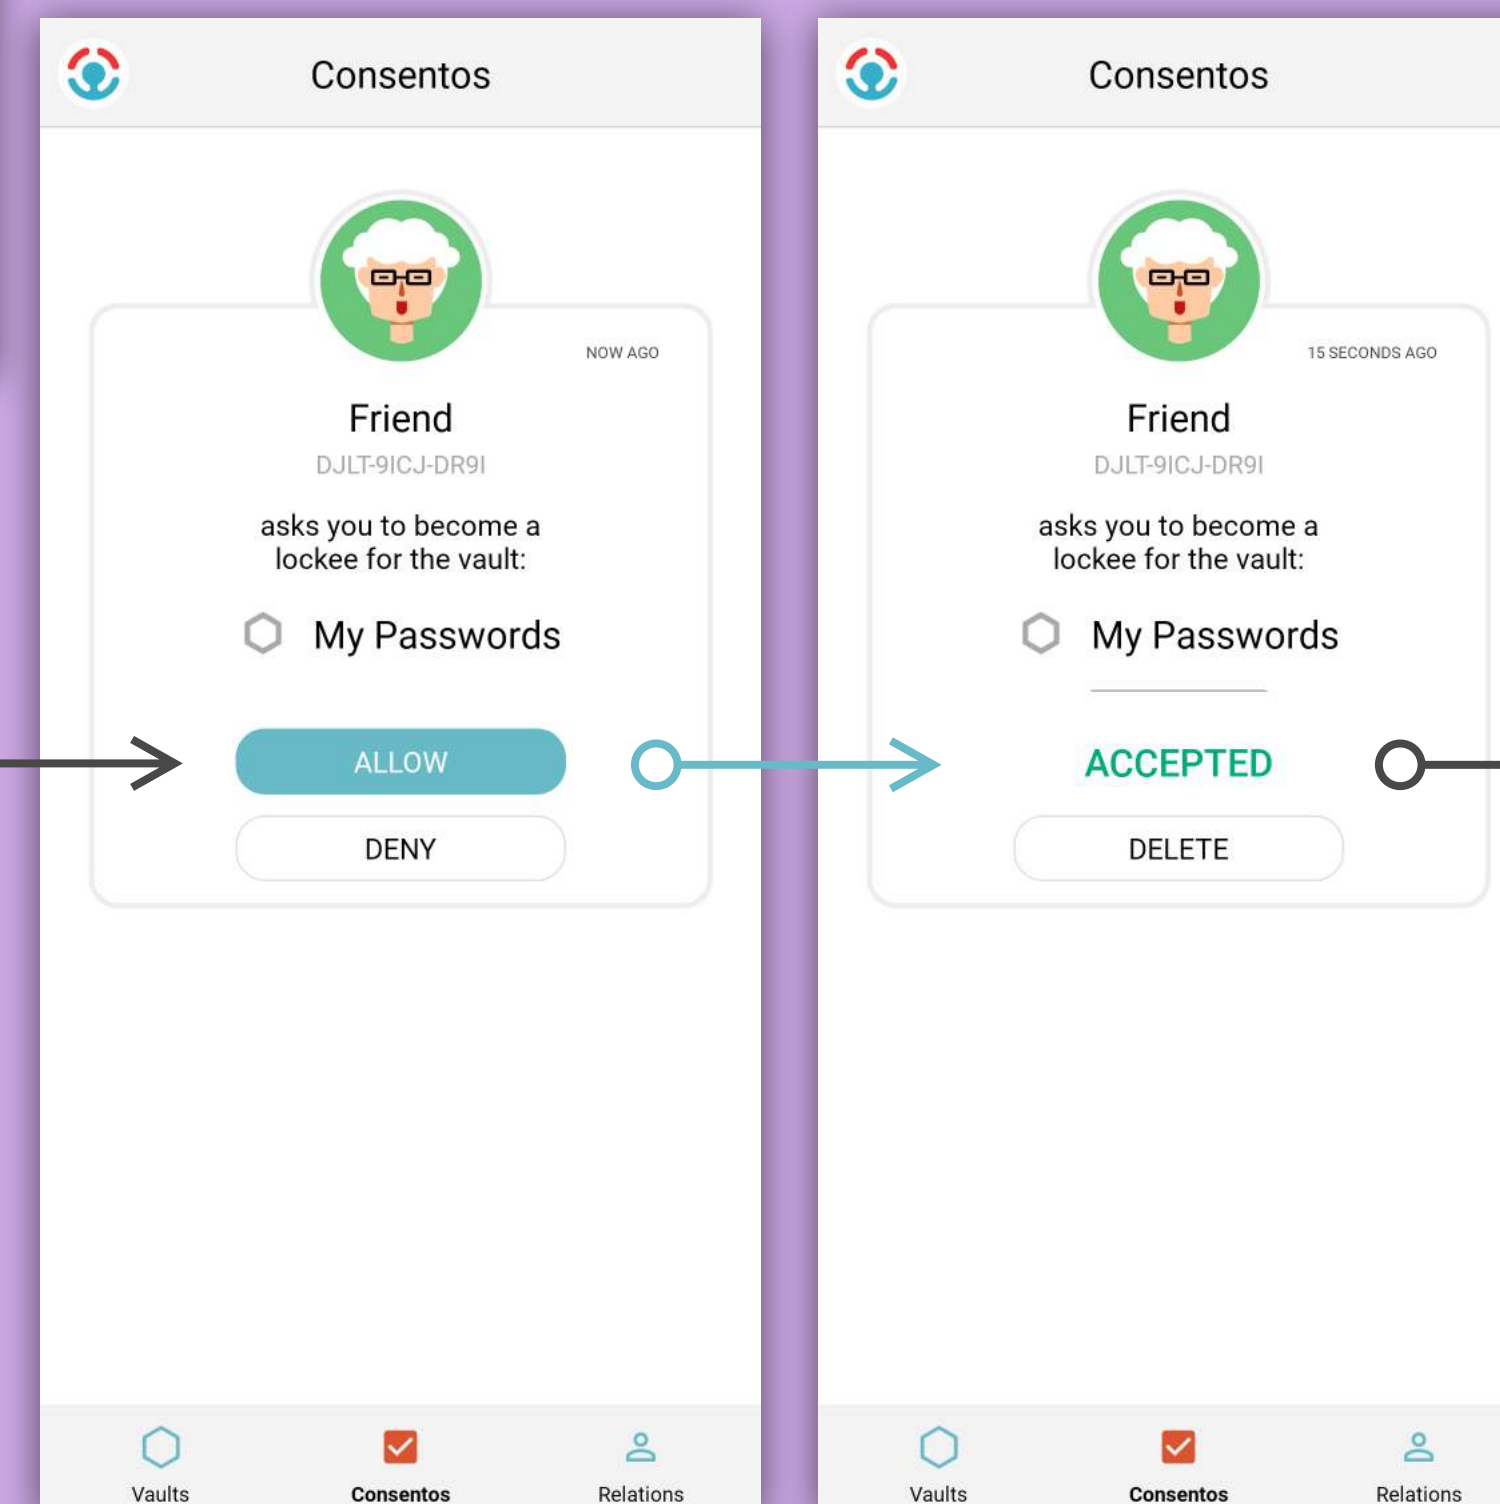 Consentos
NOW AGO
Friend
DJLT-9ICJ-DR9I
asks you to become a
lockee for the vault:
My Passwords
ALLOW
DENY
Vaults
Consentos
Relations
Consentos
15 SECONDS AGO
Friend
DJLT-9ICJ-DR9I
asks you to become a
lockee for the vault:
My Passwords
ACCEPTED
DELETE
Vaults
Consentos
Relations